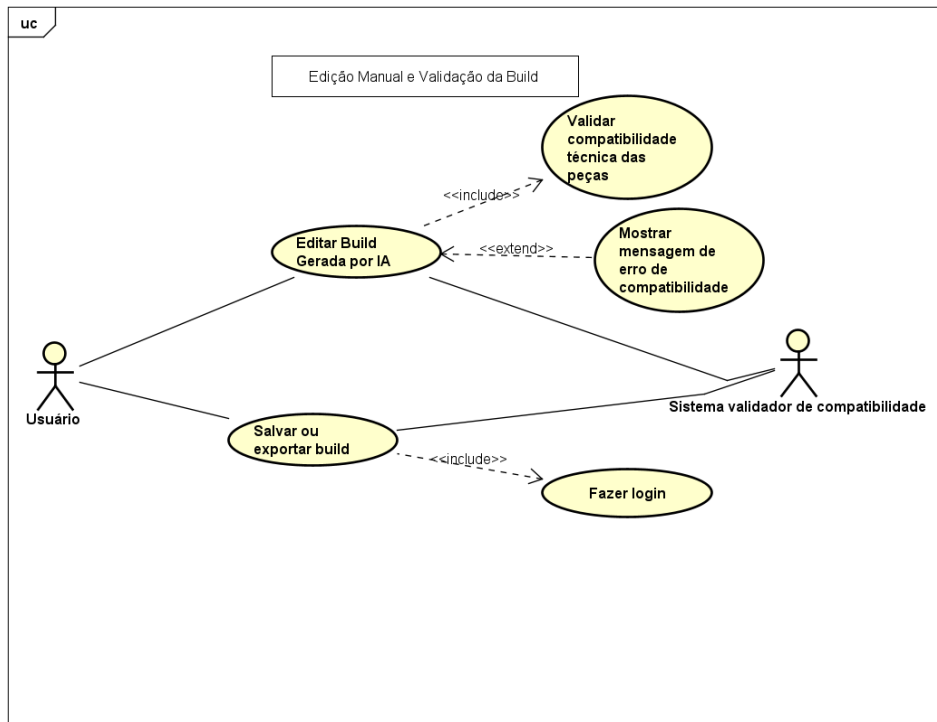 uc
Edição Manual e Validação da Build
Validar
compatibilidade
técnica das
peças
<<include>>
Editar Build
Gerada por IA
<<extend>>
Mostrar
mensagem de
erro de
compatibilidade
Usuário
Sistema validador de compatibilidade
Salvar ou
exportar build
<<include>>
Fazer login